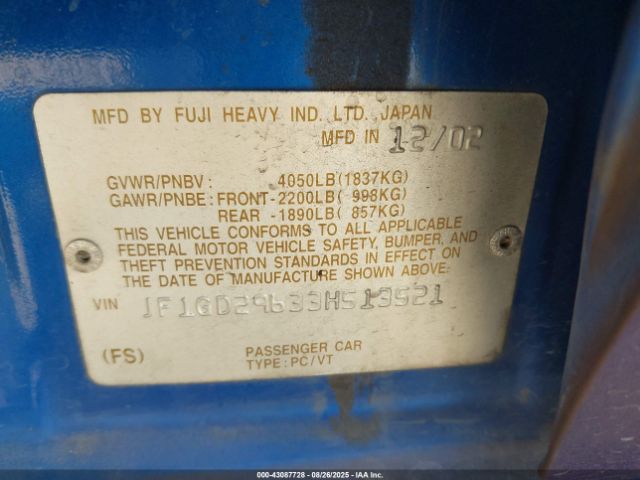 MFD BY FUJI HEAVY IND. LTD. JAPAN
MFD IN 12/02
GVWR/PNBV : 4050LB(1837KG)
GAWR/PNBE : FRONT-2200LB( 998KG)
REAR -1890LB( 857KG)
THIS VEHICLE CONFORMS TO ALL APPLICABLE
FEDERAL MOTOR VEHICLE SAFETY, BUMPER, AND
THEFT PREVENTION STANDARDS IN EFFECT ON
THE DATE OF MANUFACTURE SHOWN ABOVE.
VIN JF1GD29633H513521
(FS)
PASSENGER CAR
TYPE : PC/VT
000-43087728 - 08/26/2025 - IAA Inc.